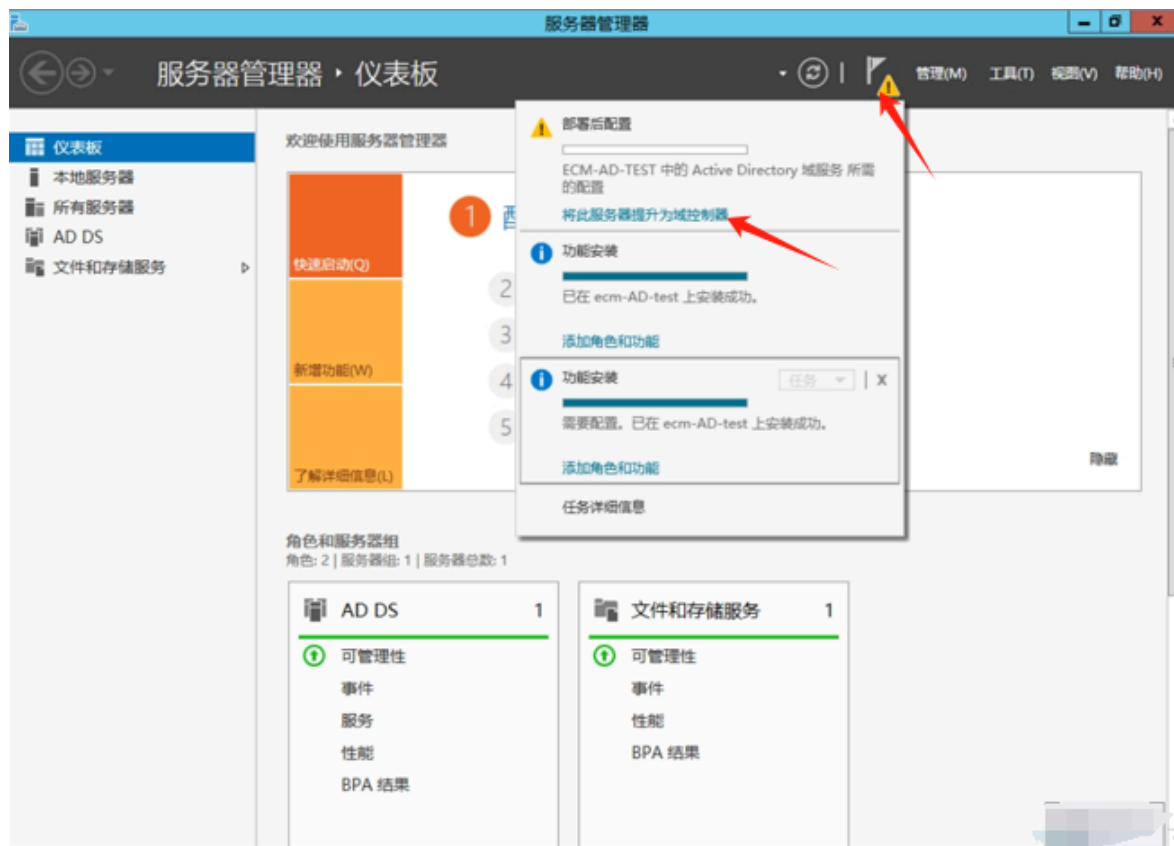 服务器管理器
服务器管理器 · 仪表板
管理(M) 工具(T) 视图(V) 帮助(H)
仪表板
本地服务器
所有服务器
AD DS
文件和存储服务
欢迎使用服务器管理器
快速启动(Q)
新增功能(W)
了解详细信息(L)
1
2
3
4
5
隐藏
部署后配置
ECM-AD-TEST 中的 Active Directory 域服务 所需
的配置
将此服务器提升为域控制器
功能安装
已在 ecm-AD-test 上安装成功。
添加角色和功能
功能安装
任务
X
需要配置。已在 ecm-AD-test 上安装成功。
添加角色和功能
任务详细信息
角色和服务器组
角色: 2 | 服务器组: 1 | 服务器总数: 1
AD DS 1
可管理性
事件
服务
性能
BPA 结果
文件和存储服务 1
可管理性
事件
性能
BPA 结果